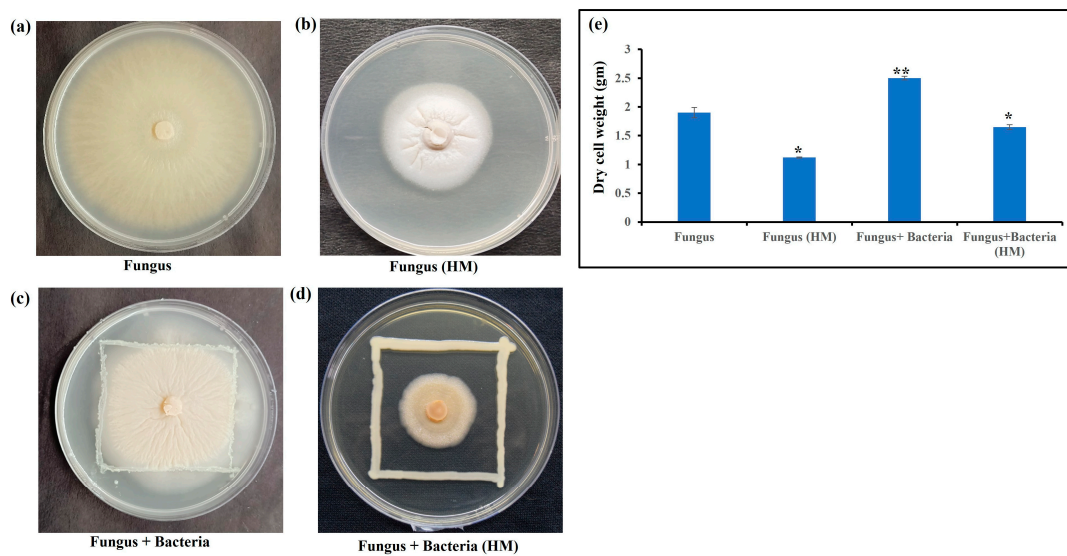 (a)
Fungus
(b)
Fungus (HM)
(c)
Fungus + Bacteria
(d)
Fungus + Bacteria (HM)
(e)
Dry cell weight (gm)
3
2.5
2
1.5
1
0.5
0
*
**
*
Fungus
Fungus (HM)
Fungus+ Bacteria
Fungus+Bacteria
(HM)